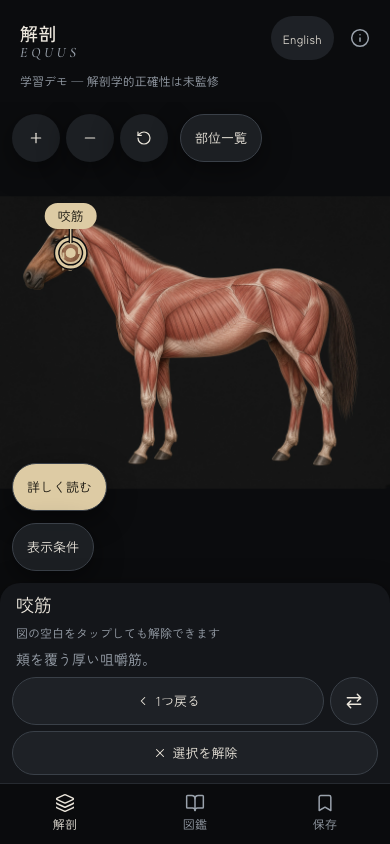 解剖
EQUUS
English
学習デモ — 解剖学的正確性は未監修
部位一覧
咬筋
詳しく読む
表示条件
咬筋
図の空白をタップしても解除できます
頬を覆う厚い咀嚼筋。
1つ戻る
選択を解除
解剖
図鑑
保存